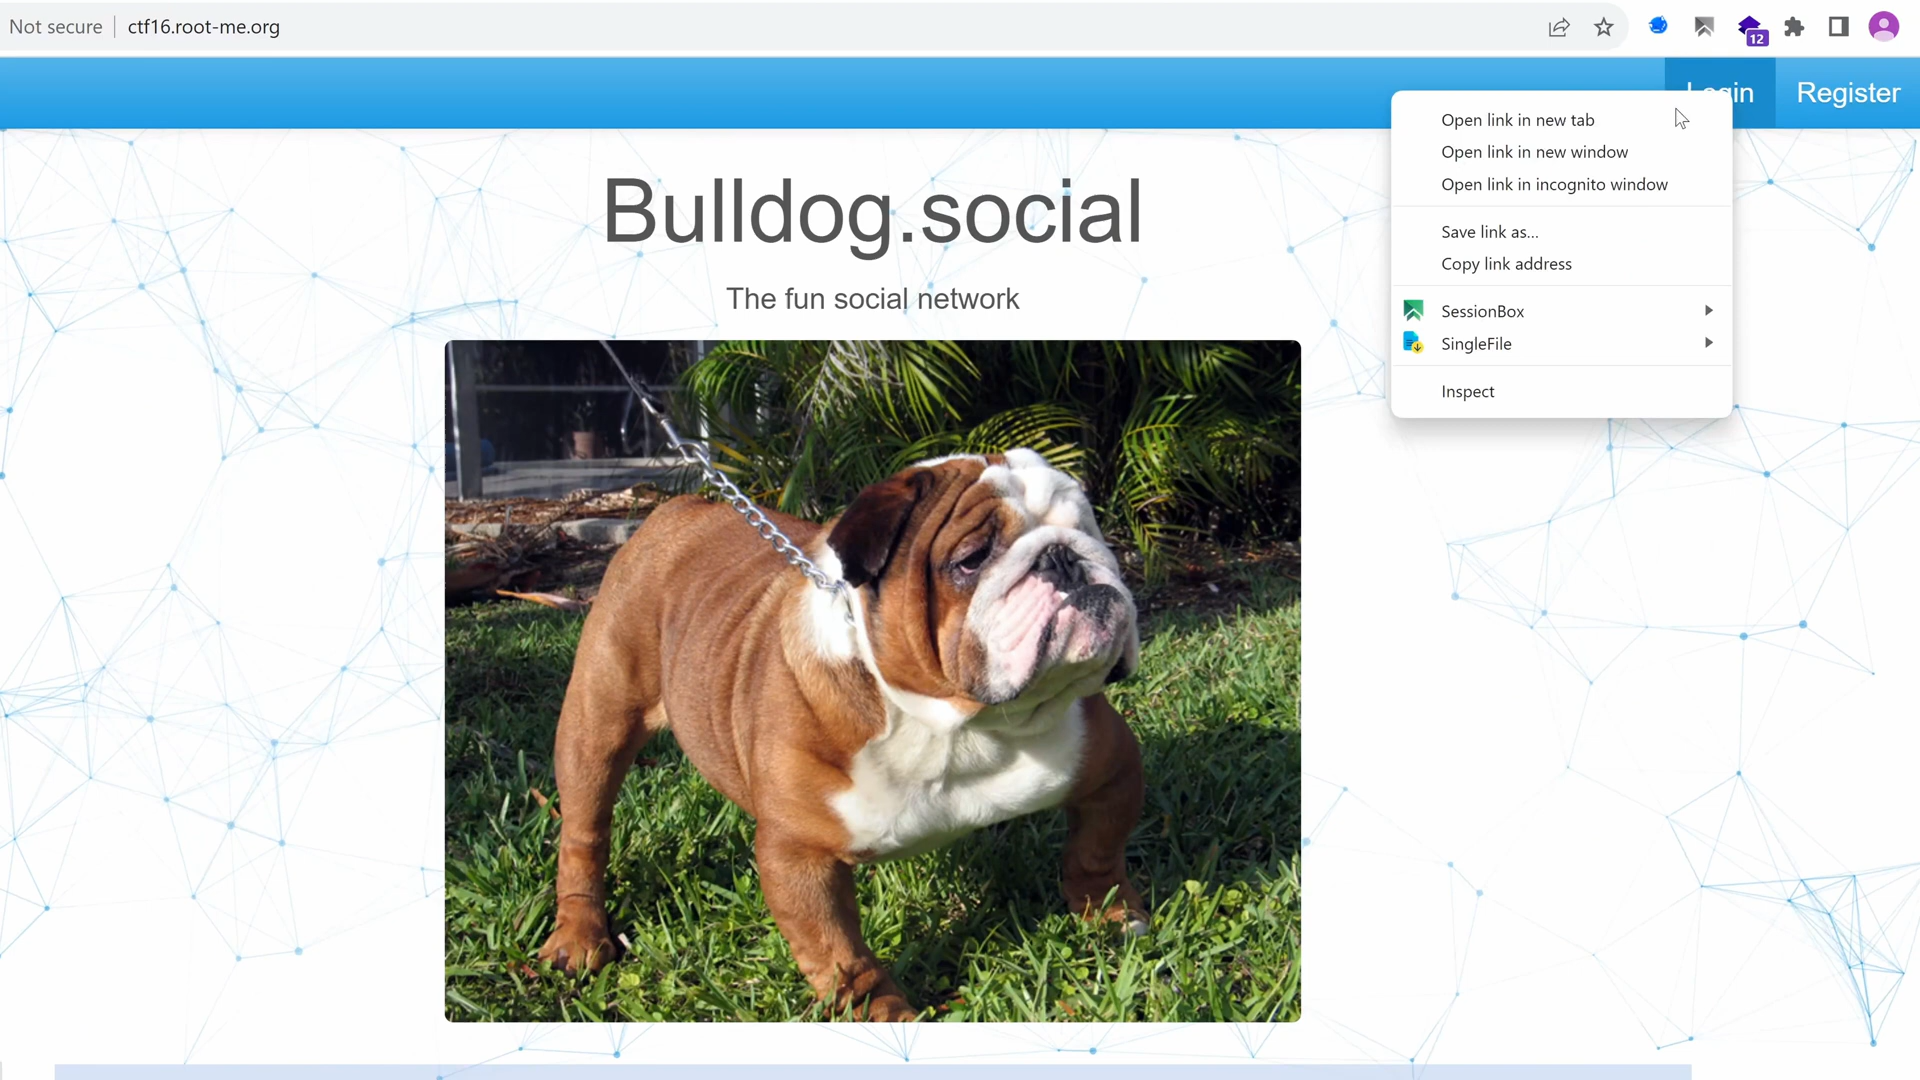 Not secure
ctf16.root-me.org
12
Login
Register
Open link in new tab
Open link in new window
Open link in incognito window
Save link as...
Copy link address
SessionBox
SingleFile
Inspect
Bulldog.social
The fun social network